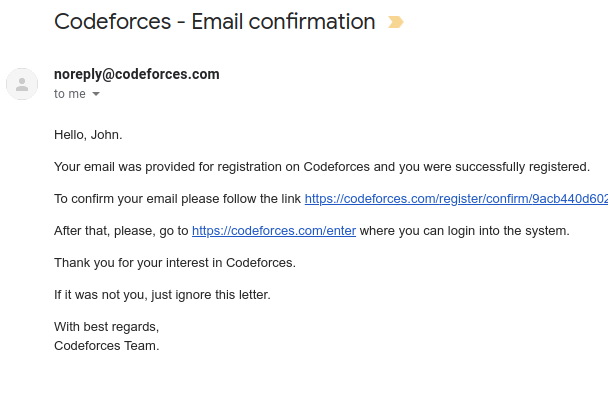 Codeforces - Email confirmation
noreply@codeforces.com
to me
Hello, John.
Your email was provided for registration on Codeforces and you were successfully registered.
To confirm your email please follow the link https://codeforces.com/register/confirm/9acb440d602
After that, please, go to https://codeforces.com/enter where you can login into the system.
Thank you for your interest in Codeforces.
If it was not you, just ignore this letter.
With best regards,
Codeforces Team.